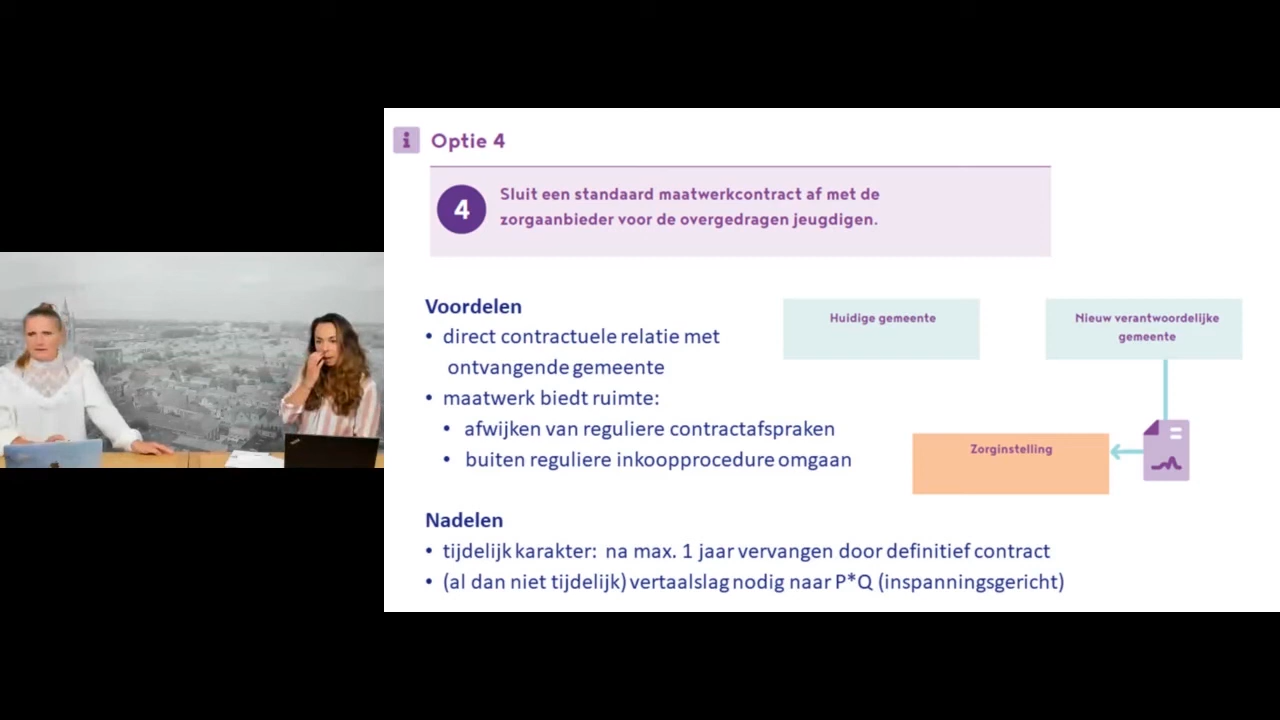 i Optie 4
4
Sluit een standaard maatwerkcontract af met de
zorgaanbieder voor de overgedragen jeugdigen.
Voordelen
• direct contractuele relatie met
ontvangende gemeente
• maatwerk biedt ruimte:
• afwijken van reguliere contractafspraken
• buiten reguliere inkoopprocedure omgaan
Huidige gemeente
Nieuw verantwoordelijke
gemeente
Zorginstelling
Nadelen
• tijdelijk karakter: na max. 1 jaar vervangen door definitief contract
• (al dan niet tijdelijk) vertaalslag nodig naar P*Q (inspanningsgericht)